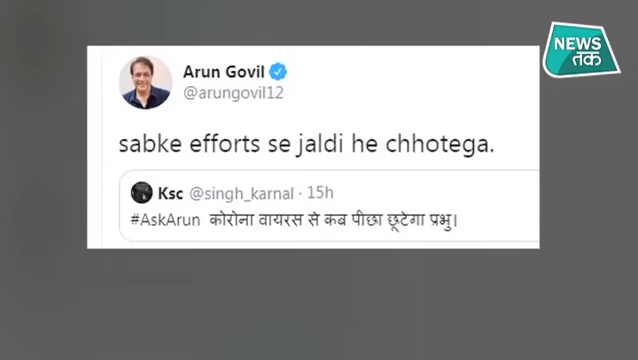 NEWS
तक
Arun Govil
@arungovil12
sabke efforts se jaldi he chhotega.
Ksc @singh_karnal · 15h
#AskArun कोरोना वायरस से कब पीछा छूटेगा प्रभु।